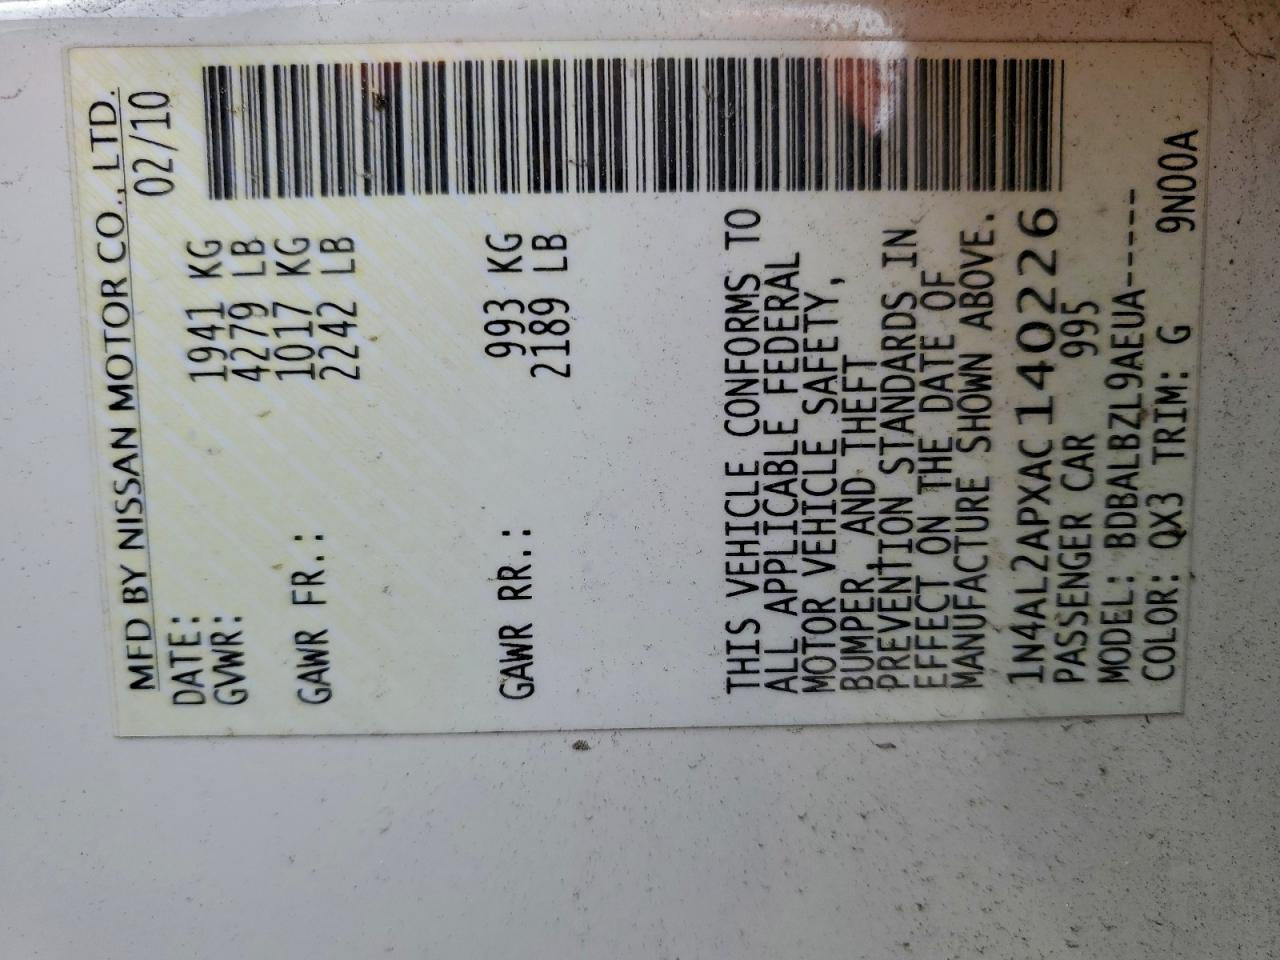 MFD BY NISSAN MOTOR CO., LTD.
DATE: 02/10
GVWR: 1941 KG
4279 LB
GAWR FR.: 1017 KG
2242 LB
GAWR RR.: 993 KG
2189 LB
THIS VEHICLE CONFORMS TO
ALL APPLICABLE FEDERAL
MOTOR VEHICLE SAFETY,
BUMPER, AND THEFT
PREVENTION STANDARDS IN
EFFECT ON THE DATE OF
MANUFACTURE SHOWN ABOVE.
1N4AL2APXAC140226
PASSENGER CAR 995
MODEL: BDBALBZL9AEUA-----
COLOR: QX3 TRIM: G 9N00A